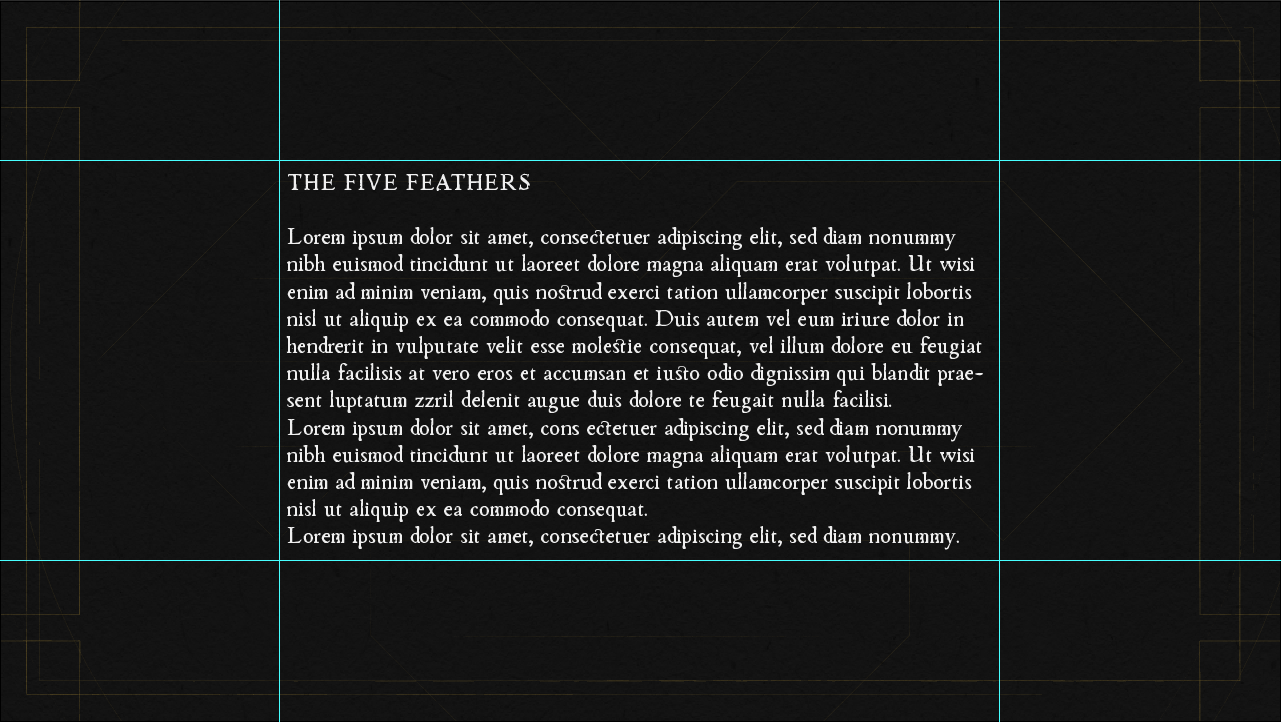 THE FIVE FEATHERS
Lorem ipsum dolor sit amet, consectetuer adipiscing elit, sed diam nonummy
nibh euismod tincidunt ut laoreet dolore magna aliquam erat volutpat. Ut wisi
enim ad minim veniam, quis nostrud exerci tation ullamcorper suscipit lobortis
nisl ut aliquip ex ea commodo consequat. Duis autem vel eum iriure dolor in
hendrerit in vulputate velit esse molestie consequat, vel illum dolore eu feugiat
nulla facilisis at vero eros et accumsan et iusto odio dignissim qui blandit prae-
sent luptatum zzril delenit augue duis dolore te feugait nulla facilisi.
Lorem ipsum dolor sit amet, cons ectetuer adipiscing elit, sed diam nonummy
nibh euismod tincidunt ut laoreet dolore magna aliquam erat volutpat. Ut wisi
enim ad minim veniam, quis nostrud exerci tation ullamcorper suscipit lobortis
nisl ut aliquip ex ea commodo consequat.
Lorem ipsum dolor sit amet, consectetuer adipiscing elit, sed diam nonummy.